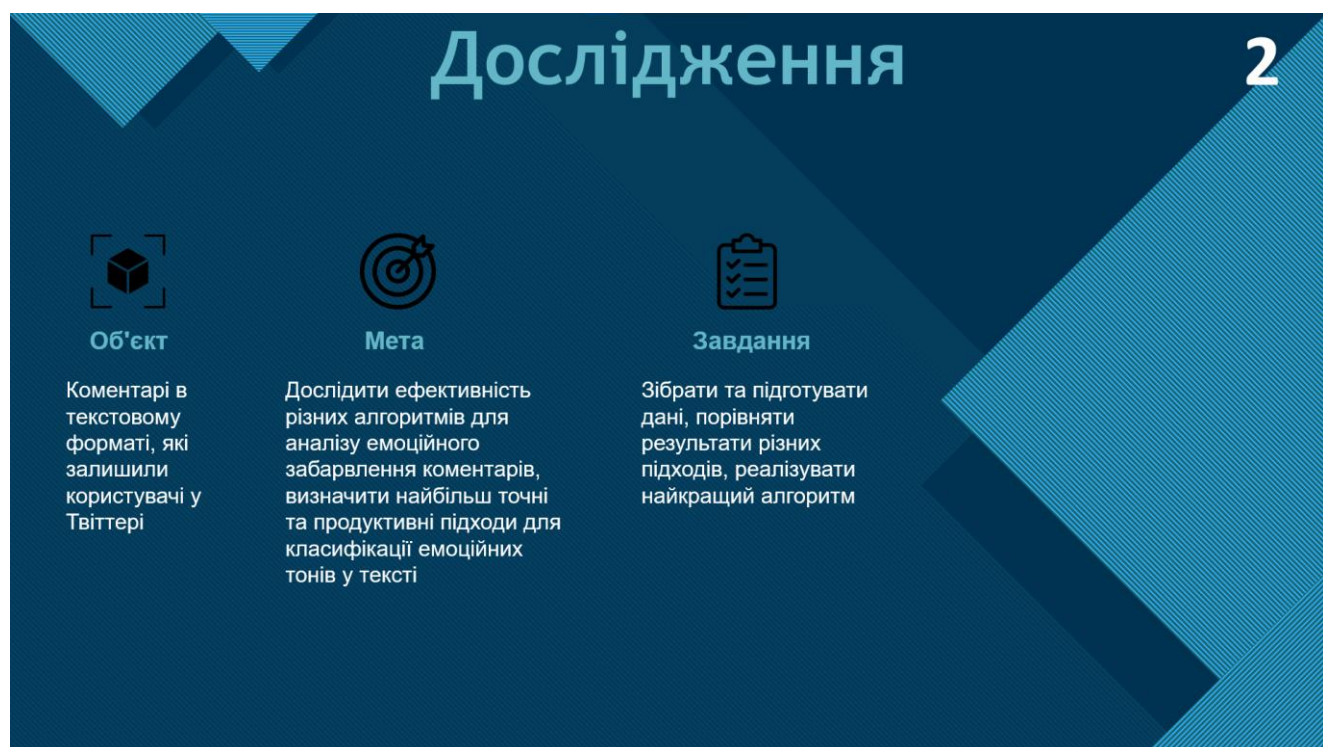 Дослідження
2
Об'єкт
Коментарі в
текстовому
форматі, які
залишили
користувачі у
Твіттері
Мета
Дослідити ефективність
різних алгоритмів для
аналізу емоційного
забарвлення коментарів,
визначити найбільш точні
та продуктивні підходи для
класифікації емоційних
тонів у тексті
Завдання
Зібрати та підготувати
дані, порівняти
результати різних
підходів, реалізувати
найкращий алгоритм